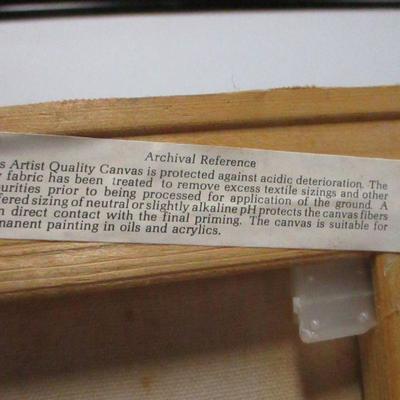 Archival Reference
s Artist Quality Canvas is protected against acidic deterioration. The
fabric has been treated to remove excess textile sizings and other
urities prior to being processed for application of the ground. A
fered sizing of neutral or slightly alkaline pH protects the canvas fibers
direct contact with the final priming. The canvas is suitable for
manent painting in oils and acrylics.